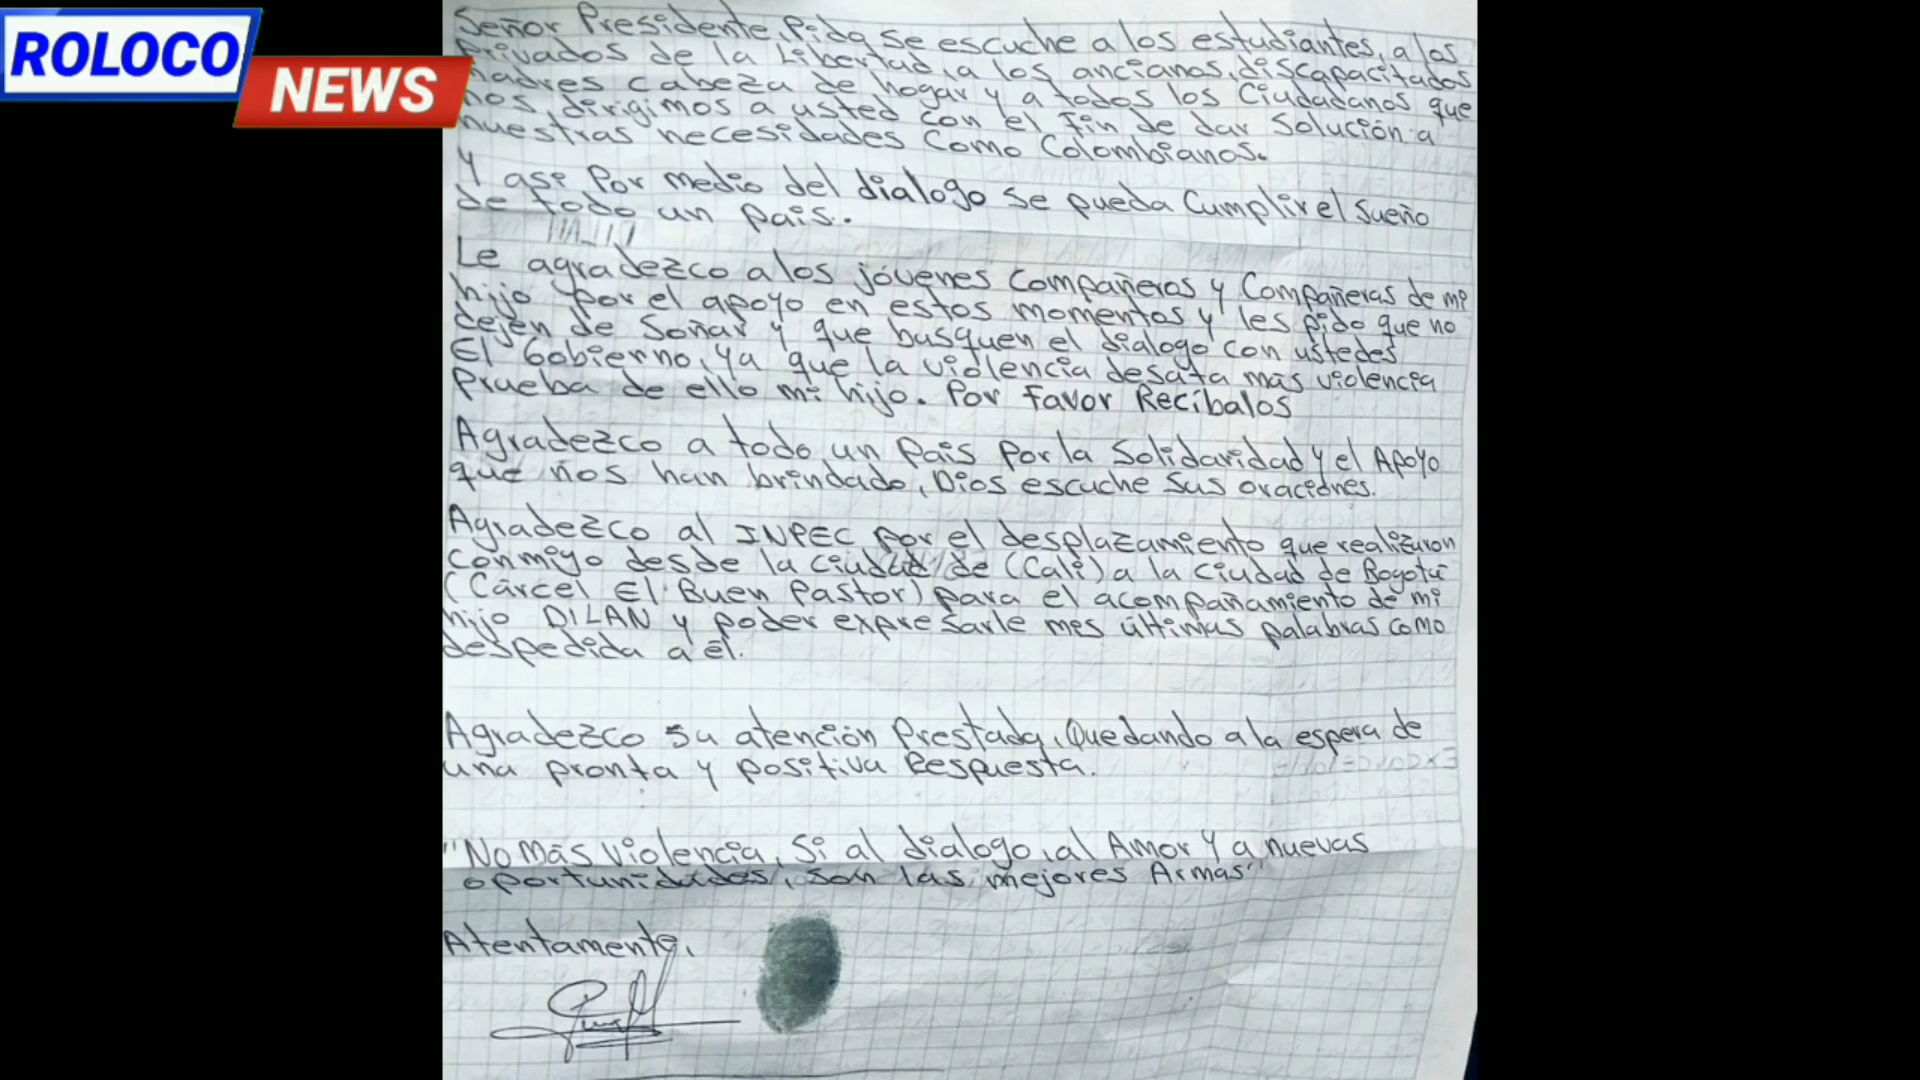 ROLOCO
NEWS
Señor Presidente, Pido se escuche a los estudiantes, a los
Privados de la Libertad, a los ancianos, discapacitados
Madres cabeza de hogar y a todos los Ciudadanos que
nos dirigimos a usted con el fin de dar Solución a
nuestras necesidades Como Colombianos.
Y asi Por medio del dialogo se pueda Cumplir el Sueño
de todo un pais..
Le agradezco a los jóvenes Compañeros y Compañeras de mi
hijo por el apoyo en estos momentos y les pido que no
dejen de Soñar y que busquen el dialogo con ustedes
El Gobierno, ya que la violencia desata más violencia
Prueba de ello mi hijo. Por favor Recíbalos
Agradezco a todo un Pais Por la Solidaridad y el Apoyo
que nos han brindado, Dios escuche Sus oraciones.
Agradezco al INPEC por el desplazamiento que realizaron
conmigo desde la ciudad de (Cali) a la ciudad de Bogotá
(Cárcel El Buen Pastor) para el acompañamiento de mi
hijo DILAN y poder expresarle mis últimas palabras como
despedida a él.
Agradezco su atención Prestada, Quedando a la espera de
una pronta y positiva Respuesta.
"No Más violencia, Si al dialogo, al Amor Y a nuevas
oportunidades, son las mejores Armas"
Atentamente,